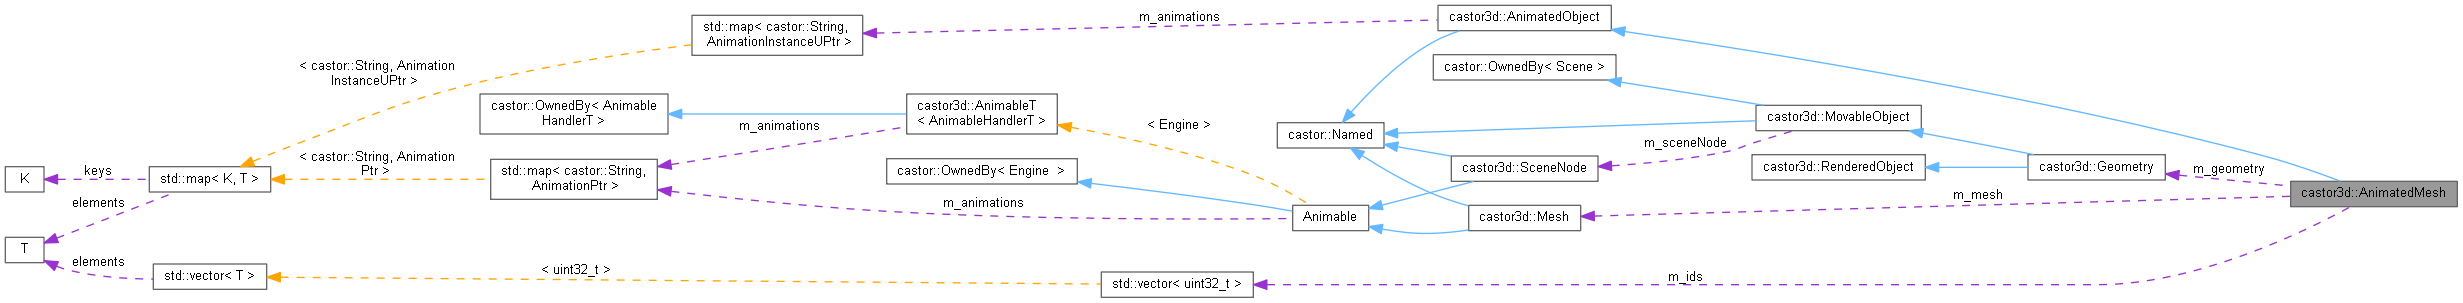 m_animations
castor3d::AnimatedObject
std::map< castor::String,
AnimationInstanceUPtr >
< castor::String, Animation
InstanceUPtr >
castor::OwnedBy< Scene >
castor::OwnedBy< Animable
HandlerT >
castor3d::AnimableT
< AnimableHandlerT >
m_animations
< Engine >
castor::Named
castor3d::MovableObject
m_sceneNode
K
keys
std::map< K, T >
< castor::String, Animation
Ptr >
std::map< castor::String,
AnimationPtr >
castor::OwnedBy< Engine >
castor3d::SceneNode
castor3d::RenderedObject
castor3d::Geometry
m_geometry
castor3d::AnimatedMesh
elements
m_animations
Animable
castor3d::Mesh
m_mesh
T
elements
std::vector< T >
< uint32_t >
std::vector< uint32_t >
m_ids